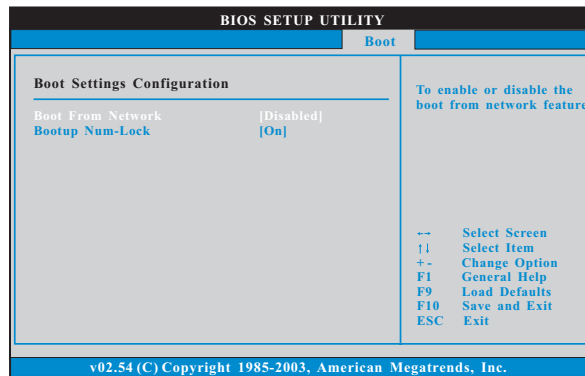 BIOS SETUP UTILITY
Boot
Boot Settings Configuration
Boot From Network [Disabled]
Bootup Num-Lock [On]
To enable or disable the
boot from network feature
←→ Select Screen
↑↓ Select Item
+ - Change Option
F1 General Help
F9 Load Defaults
F10 Save and Exit
ESC Exit
v02.54 (C) Copyright 1985-2003, American Megatrends, Inc.